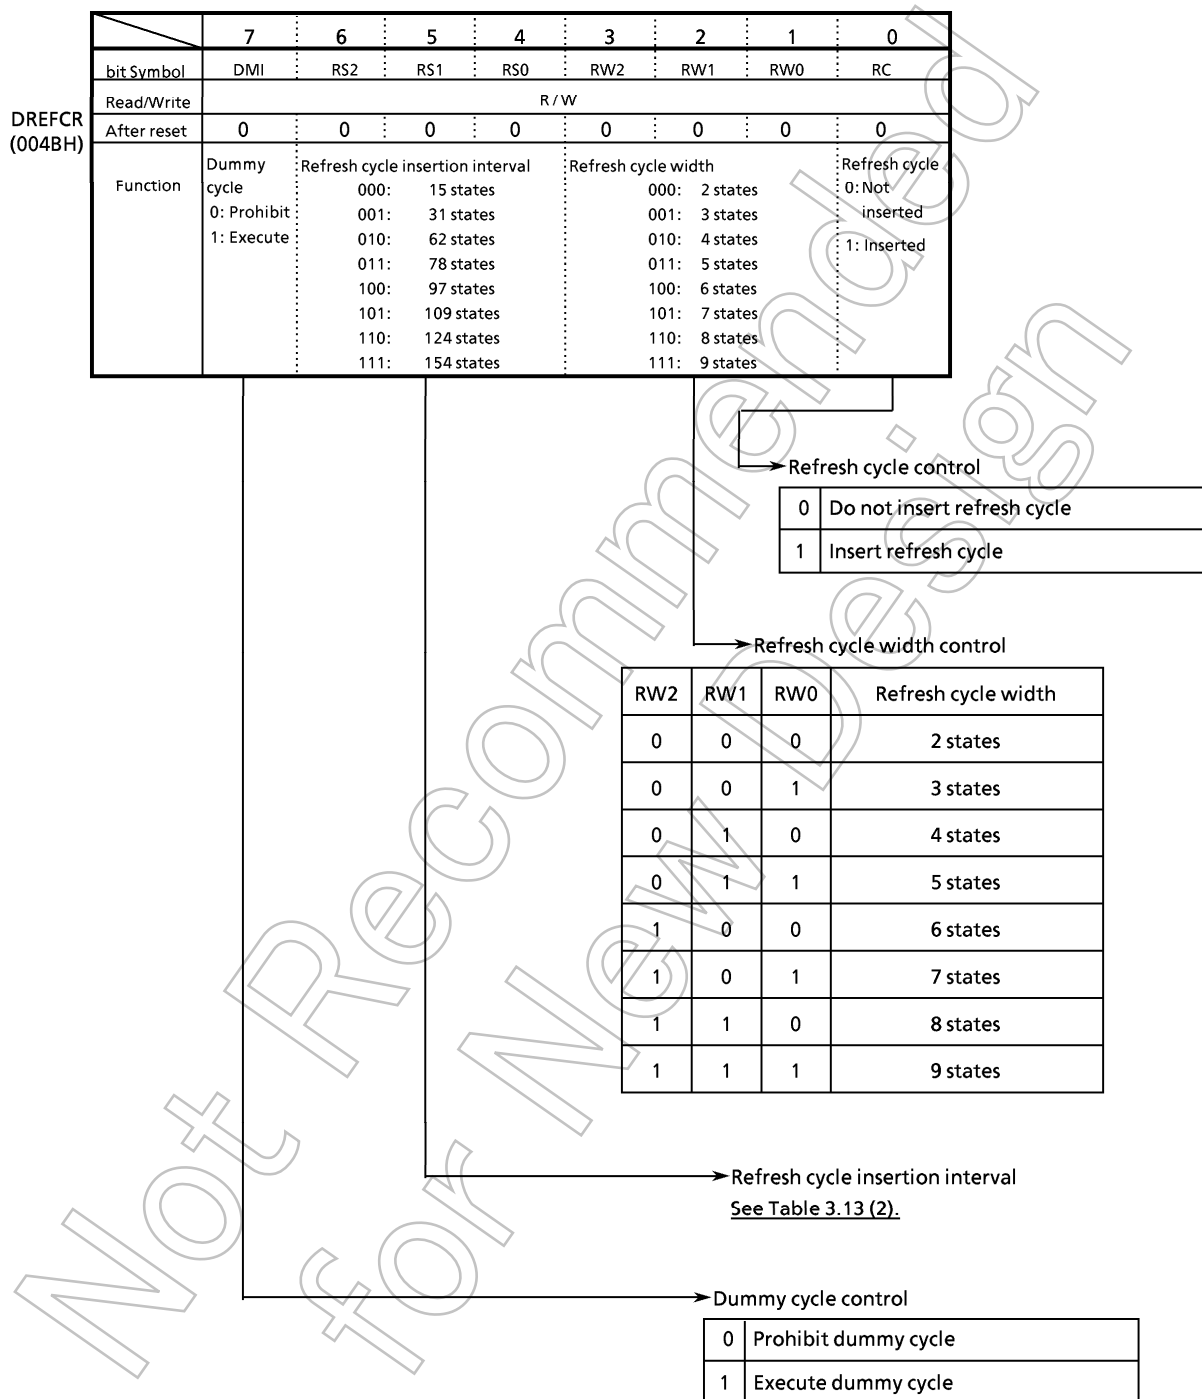 7 6 5 4 3 2 1 0
bit Symbol DMI RS2 RS1 RS0 RW2 RW1 RW0 RC
Read/Write R / W
DREFCR
(004BH)
After reset 0 0 0 0 0 0 0 0
Function
Dummy
cycle
0: Prohibit
1: Execute
Refresh cycle insertion interval
000: 15 states
001: 31 states
010: 62 states
011: 78 states
100: 97 states
101: 109 states
110: 124 states
111: 154 states
Refresh cycle width
000: 2 states
001: 3 states
010: 4 states
011: 5 states
100: 6 states
101: 7 states
110: 8 states
111: 9 states
Refresh cycle
0: Not
inserted
1: Inserted
Refresh cycle control
0 Do not insert refresh cycle
1 Insert refresh cycle
Refresh cycle width control
RW2 RW1 RW0 Refresh cycle width
0 0 0 2 states
0 0 1 3 states
0 1 0 4 states
0 1 1 5 states
1 0 0 6 states
1 0 1 7 states
1 1 0 8 states
1 1 1 9 states
Refresh cycle insertion interval
See Table 3.13 (2).
Dummy cycle control
0 Prohibit dummy cycle
1 Execute dummy cycle
Not Recommended
for New Design